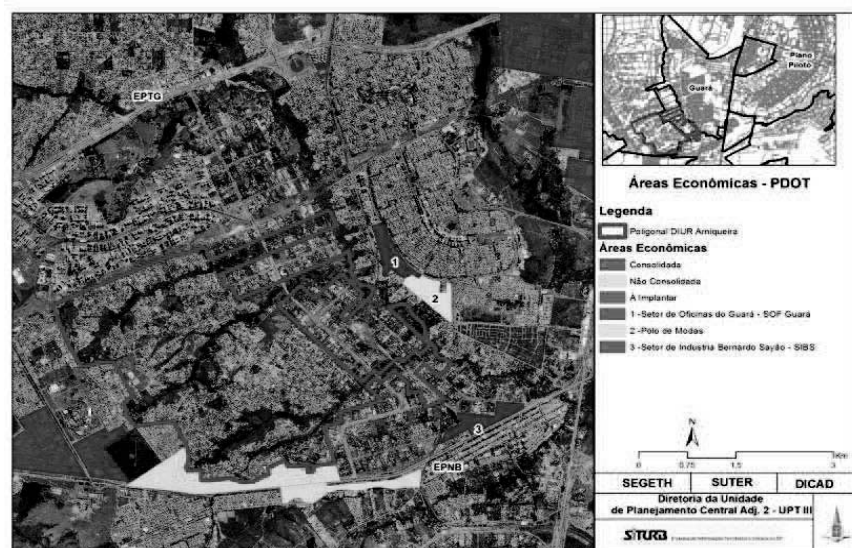 EPTG
1
2
3
EPNB
Plano
Piloto
Guará
Áreas Econômicas - PDOT
Legenda
Poligonal DIUR Arniqueira
Áreas Econômicas
Consolidada
Não Consolidada
A Implantar
1 -Setor de Oficinas do Guará - SOF Guará
2 -Polo de Modas
3 -Setor de Industria Bernardo Sayão - SIBS
N
0 0,75 1,5 3
Km
SEGETH SUTER DICAD
Diretoria da Unidade
de Planejamento Central Adj. 2 - UPT III
SITURB